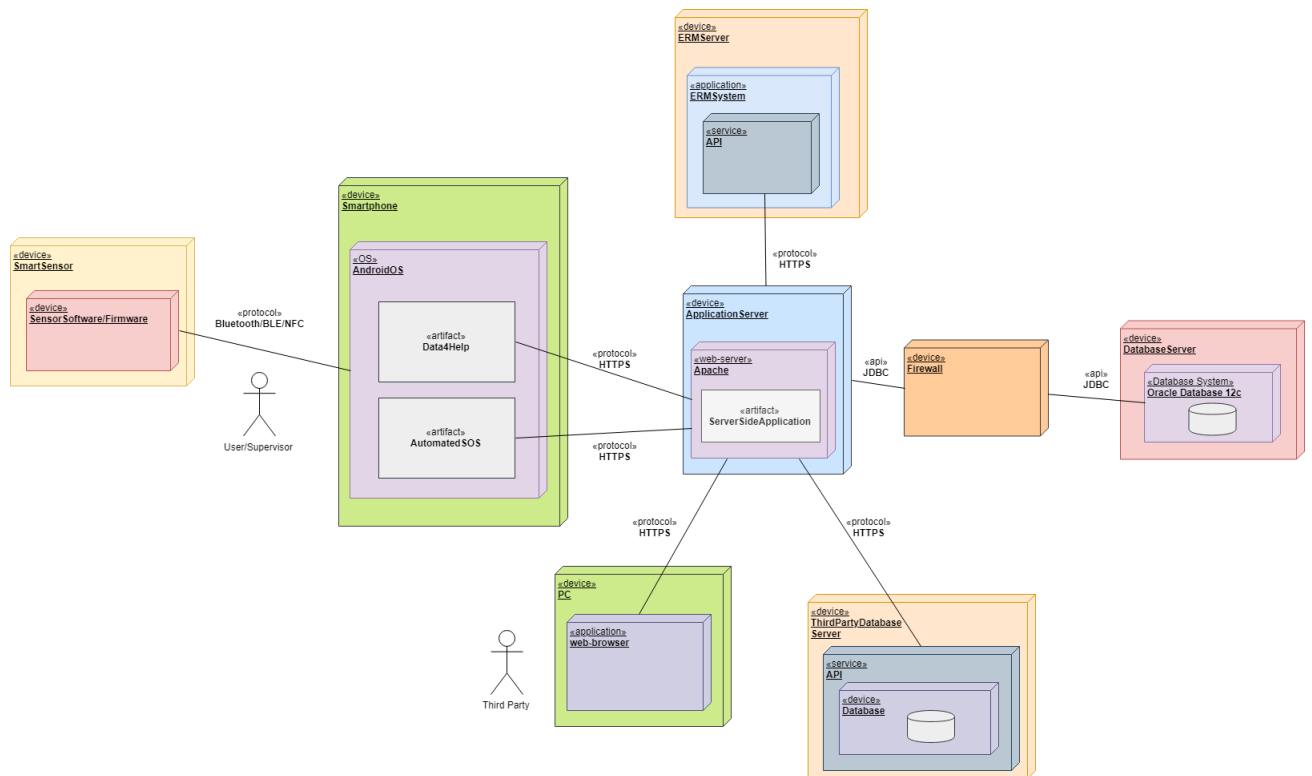 «device»
ERMServer
«application»
ERMSystem
«service»
API
«protocol»
HTTPS
«device»
SmartSensor
«device»
SensorSoftware/Firmware
«protocol»
Bluetooth/BLE/NFC
User/Supervisor
«device»
Smartphone
«OS»
AndroidOS
«artifact»
Data4Help
«artifact»
AutomatedSOS
«protocol»
HTTPS
«protocol»
HTTPS
«device»
ApplicationServer
«web-server»
Apache
«artifact»
ServerSideApplication
«api»
JDBC
«device»
Firewall
«api»
JDBC
«device»
DatabaseServer
«Database System»
Oracle Database 12c
«protocol»
HTTPS
«protocol»
HTTPS
«device»
PC
«application»
web-browser
Third Party
«device»
ThirdPartyDatabase
Server
«service»
API
«device»
Database